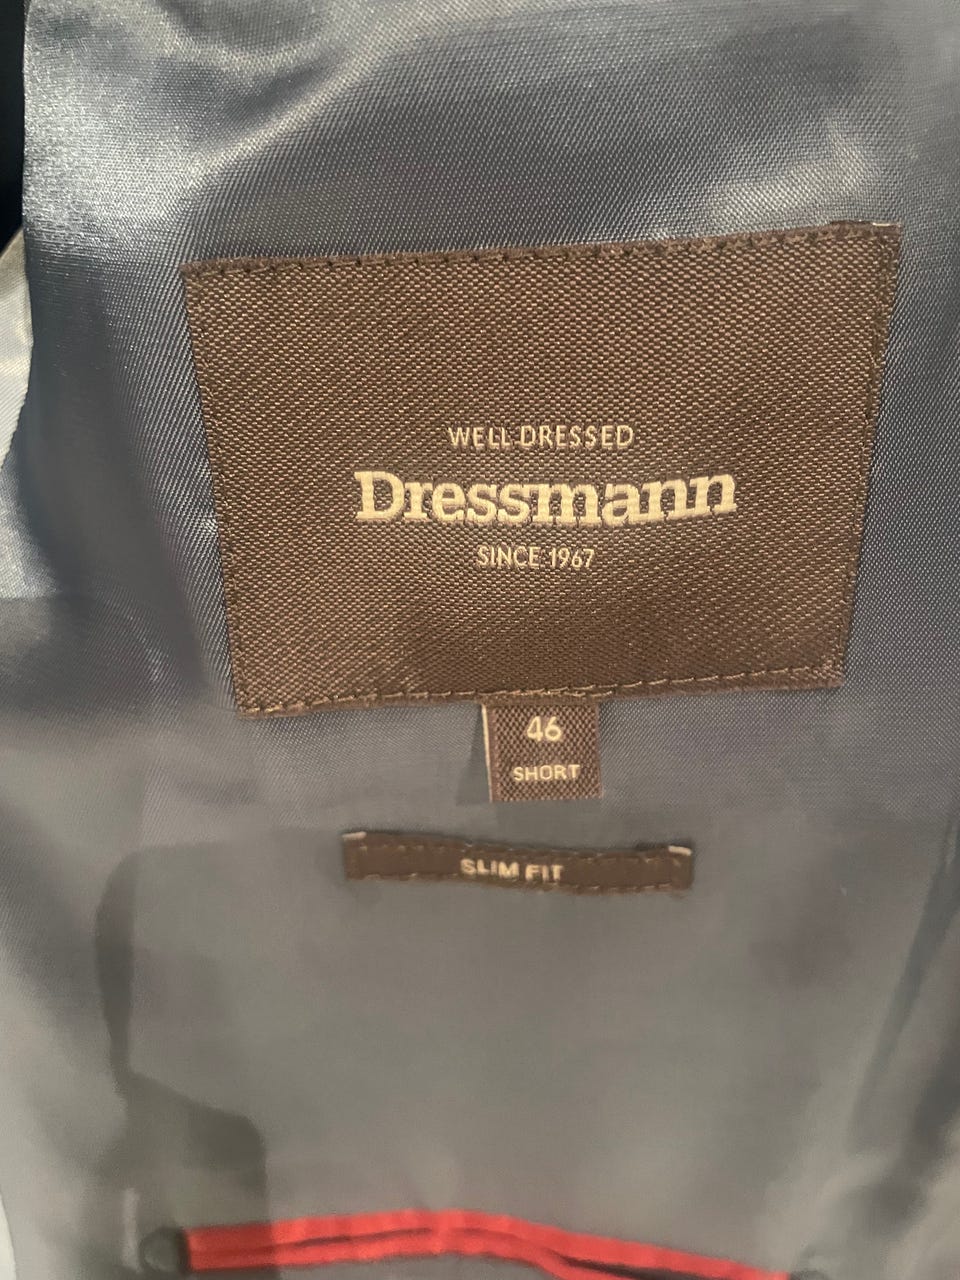 WELL DRESSED
Dressmann
SINCE 1967
46
SHORT
SLIM FIT